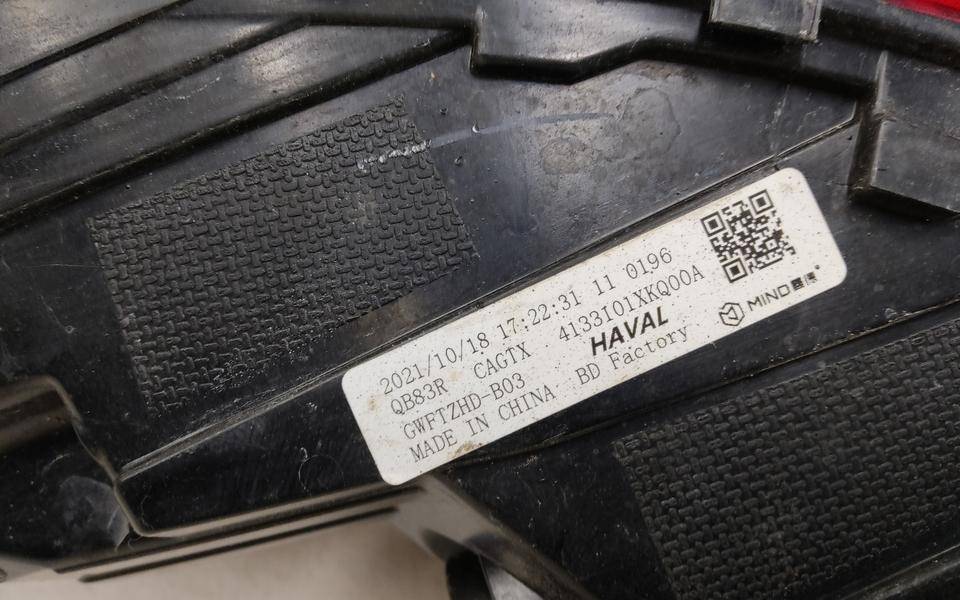 2021/10/18 17:22:31 11 0196
QB83R CAGTX 4133101XKQ00A
HAVAL
GWFTZHD-B03
MADE IN CHINA BD Factory
MIND